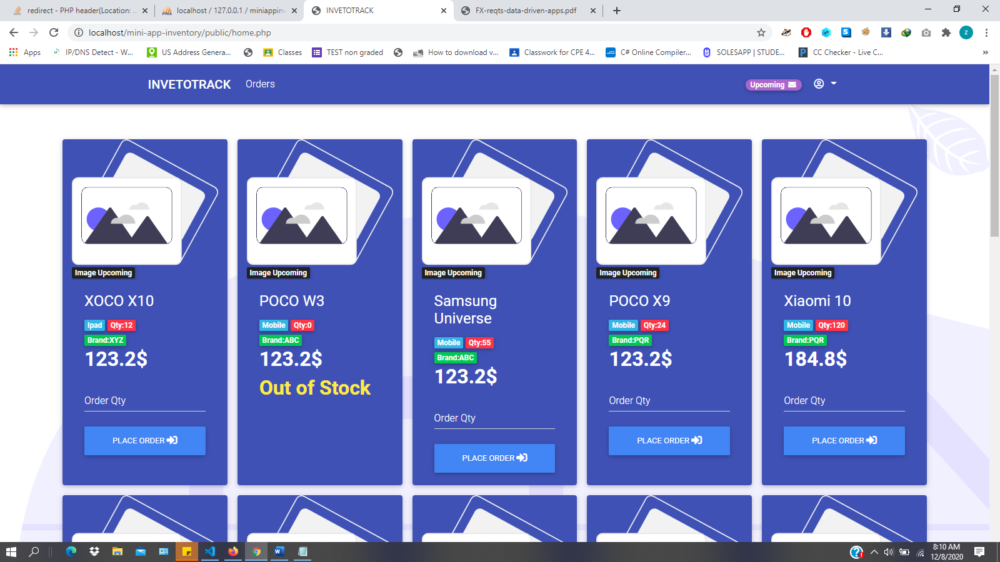 redirect - PHP header(Location: ...
localhost / 127.0.0.1 / miniappinv
INVETOTRACK
FX-reqts-data-driven-apps.pdf
localhost/mini-app-inventory/public/home.php
z
Apps
IP/DNS Detect - W...
US Address Genera...
Classes
TEST non graded
How to download v...
Classwork for CPE 4...
C# Online Compiler...
SOLESAPP | STUDE...
CC Checker - Live C...
INVETOTRACK Orders
Upcoming
Image Upcoming
XOCO X10
Ipad Qty:12
Brand:XYZ
123.2$
Order Qty
PLACE ORDER
Image Upcoming
POCO W3
Mobile Qty:0
Brand:ABC
123.2$
Out of Stock
Image Upcoming
Samsung
Universe
Mobile Qty:55
Brand:ABC
123.2$
Order Qty
PLACE ORDER
Image Upcoming
POCO X9
Mobile Qty:24
Brand:PQR
123.2$
Order Qty
PLACE ORDER
Image Upcoming
Xiaomi 10
Mobile Qty:120
Brand:PQR
184.8$
Order Qty
PLACE ORDER
8:10 AM
12/8/2020